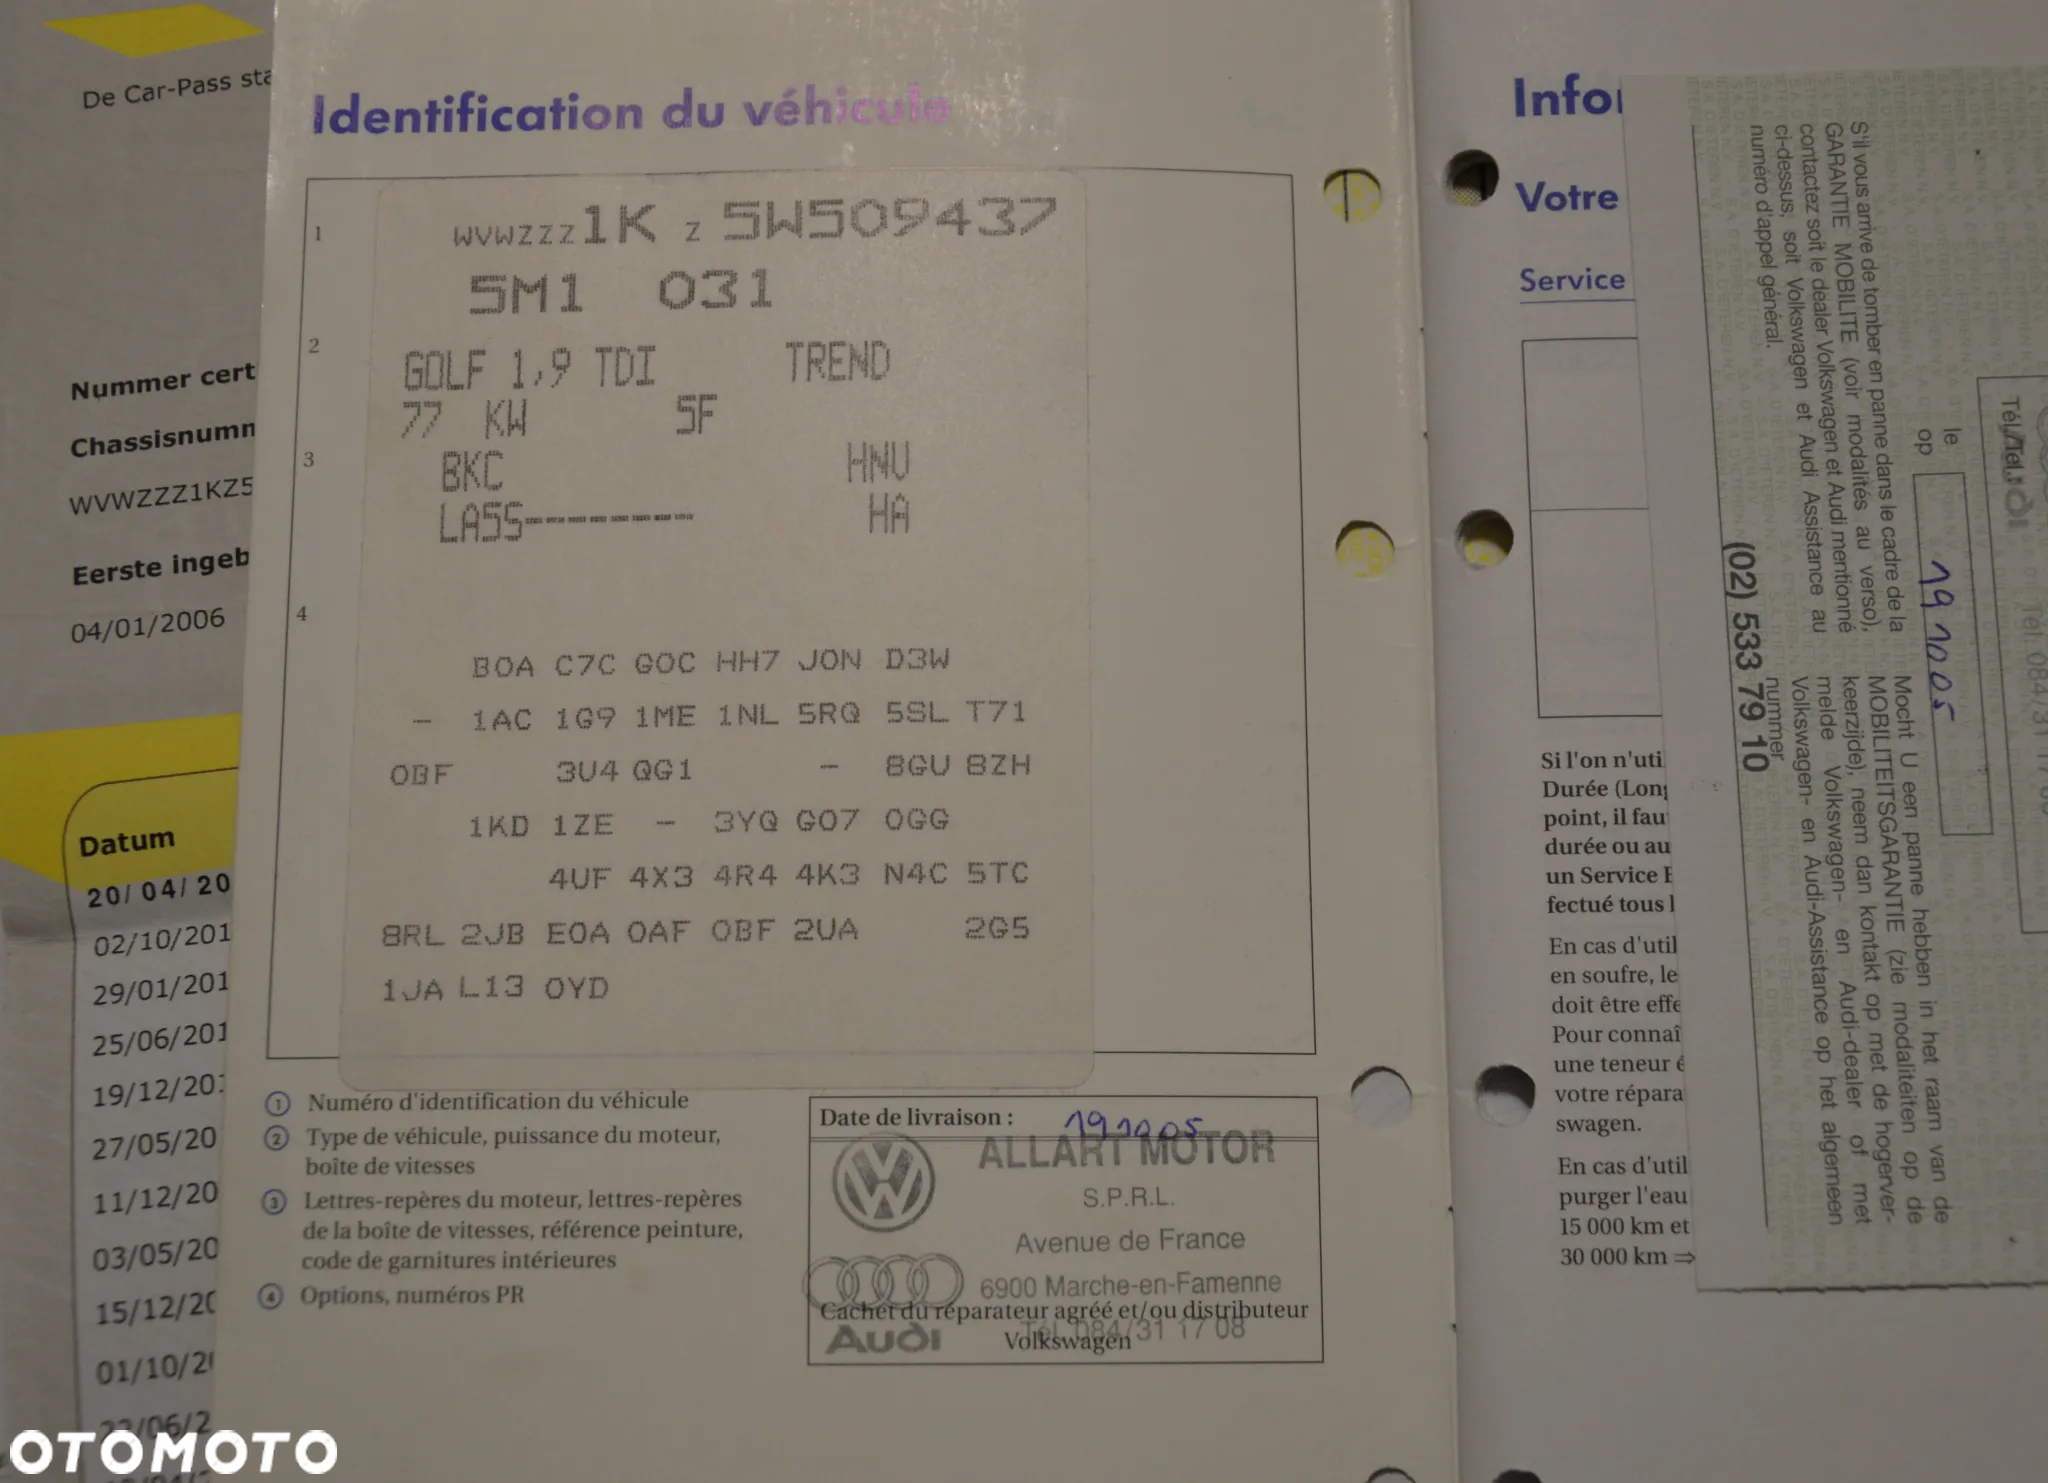 De Car-Pass sta
Nummer cert
Chassisnumn
WVWZZZ1KZ5
Eerste ingeb
04/01/2006
Datum
20/ 04/ 20
02/10/201
29/01/201
25/06/201
19/12/201
27/05/20
11/12/20
03/05/20
15/12/20
01/10/20
Identification du véhicule
1
WVWZZZ1K Z 5W509437
5M1 031
2
GOLF 1,9 TDI TREND
77 KW 5F
3
BKC HNV
LA5S------- HA
4
B0A C7C G0C HH7 J0N D3W
- 1AC 1G9 1ME 1NL 5RQ 5SL T71
0BF 3U4 QG1 - 8GU 8ZH
1KD 1ZE - 3YQ G07 0GG
4UF 4X3 4R4 4K3 N4C 5TC
8RL 2JB E0A 0AF 0BF 2UA 2G5
1JA L13 0YD
1 Numéro d'identification du véhicule
2 Type de véhicule, puissance du moteur,
boîte de vitesses
3 Lettres-repères du moteur, lettres-repères
de la boîte de vitesses, référence peinture,
code de garnitures intérieures
4 Options, numéros PR
Date de livraison : 191005
ALLART MOTOR
S.P.R.L.
Avenue de France
6900 Marche-en-Famenne
Cachet du réparateur agréé et/ou distributeur
Tél. 084/31 17 08
Volkswagen
Audi
Infor
Votre
Service
Si l'on n'uti
Durée (Long
point, il fau
durée ou au
un Service E
fectué tous l
En cas d'util
en soufre, le
doit être effe
Pour connaî
une teneur é
votre répara
swagen.
En cas d'util
purger l'eau
15 000 km et
30 000 km ⇒
S'il vous arrive de tomber en panne dans le cadre de la
GARANTIE MOBILITE (voir modalités au verso),
contactez soit le dealer Volkswagen et Audi mentionné
ci-dessus, soit Volkswagen et Audi Assistance au
numéro d'appel général.
(02) 533 79 10
le
op
19 10 05
Mocht U een panne hebben in het raam van de
MOBILITEITSGARANTIE (zie modaliteiten op de
keerzijde), neem dan kontakt op met de hogerver-
melde Volkswagen- en Audi-dealer of met
Volkswagen- en Audi-Assistance op het algemeen
nummer
Tél./Tel.
Audi
OTOMOTO